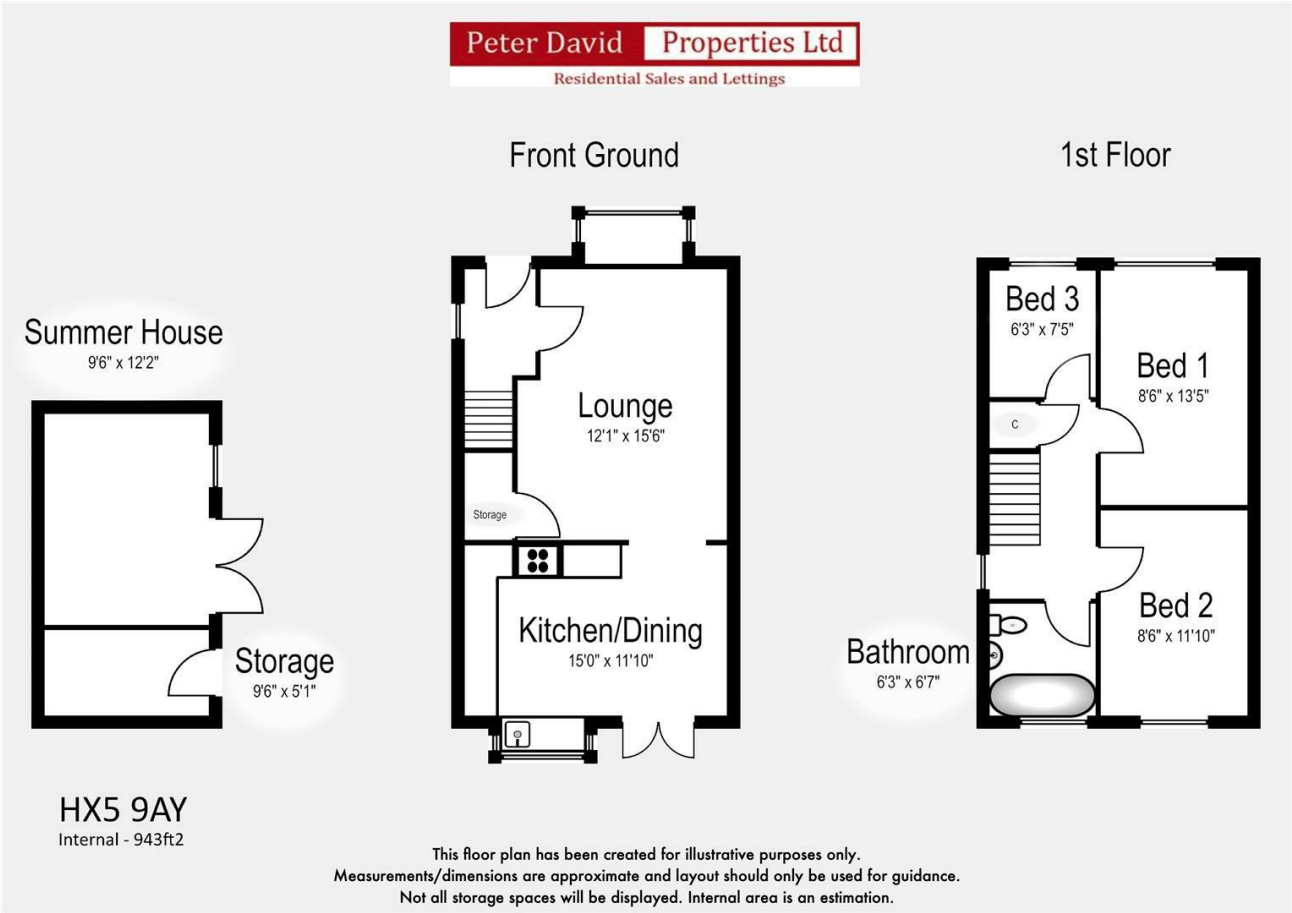 Peter David Properties Ltd
Residential Sales and Lettings
Front Ground
1st Floor
Summer House
9'6" x 12'2"
Storage
9'6" x 5'1"
Lounge
12'1" x 15'6"
Storage
Kitchen/Dining
15'0" x 11'10"
Bed 3
6'3" x 7'5"
Bed 1
8'6" x 13'5"
C
Bed 2
8'6" x 11'10"
Bathroom
6'3" x 6'7"
HX5 9AY
Internal - 943ft2
This floor plan has been created for illustrative purposes only.
Measurements/dimensions are approximate and layout should only be used for guidance.
Not all storage spaces will be displayed. Internal area is an estimation.